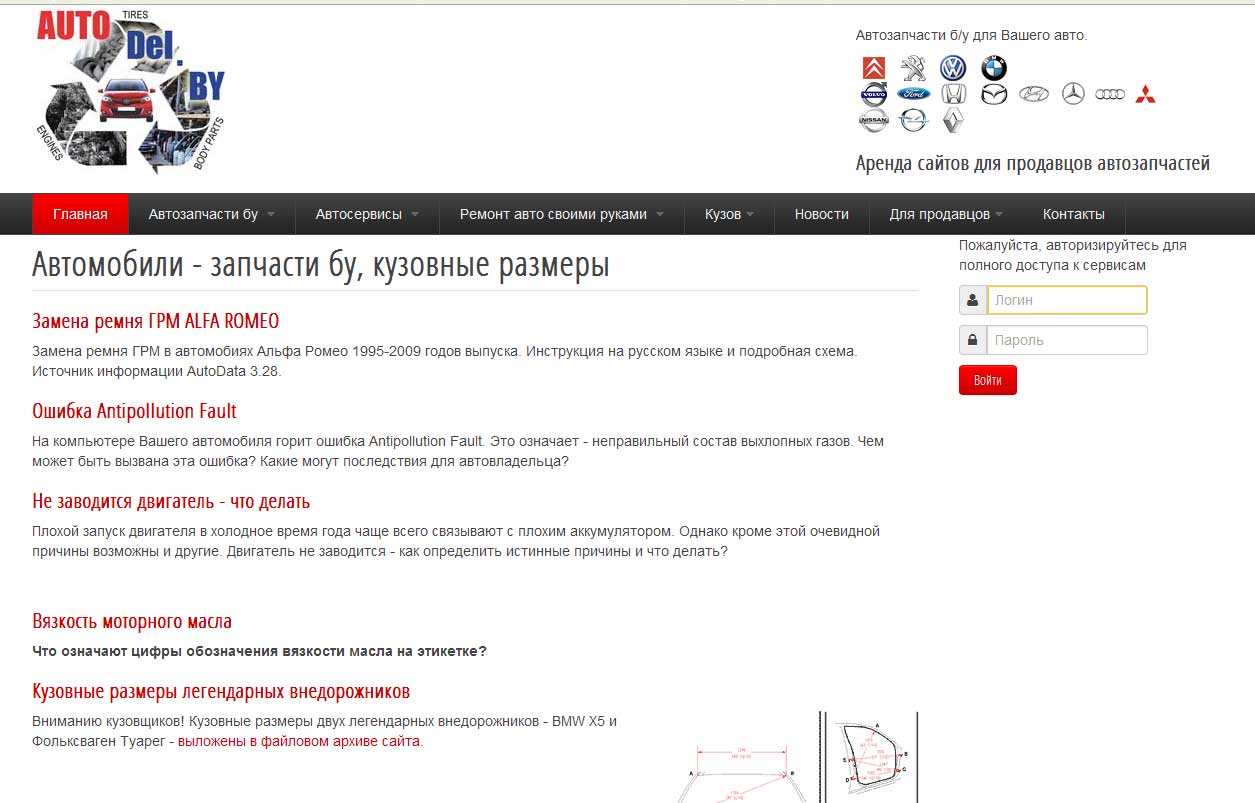 AUTO
TIRES
Del.
BY
ENGINES
BODY PARTS
Автозапчасти б/у для Вашего авто.
VOLVO
Ford
NISSAN
Аренда сайтов для продавцов автозапчастей
Главная
Автозапчасти бу
Автосервисы
Ремонт авто своими руками
Кузов
Новости
Для продавцов
Контакты
Автомобили - запчасти бу, кузовные размеры
Замена ремня ГРМ ALFA ROMEO
Замена ремня ГРМ в автомобиях Альфа Ромео 1995-2009 годов выпуска. Инструкция на русском языке и подробная схема.
Источник информации AutoData 3.28.
Ошибка Antipollution Fault
На компьютере Вашего автомобиля горит ошибка Antipollution Fault. Это означает - неправильный состав выхлопных газов. Чем
может быть вызвана эта ошибка? Какие могут последствия для автовладельца?
Не заводится двигатель - что делать
Плохой запуск двигателя в холодное время года чаще всего связывают с плохим аккумулятором. Однако кроме этой очевидной
причины возможны и другие. Двигатель не заводится - как определить истинные причины и что делать?
Вязкость моторного масла
Что означают цифры обозначения вязкости масла на этикетке?
Кузовные размеры легендарных внедорожников
Вниманию кузовщиков! Кузовные размеры двух легендарных внедорожников - BMW X5 и
Фольксваген Туарег - выложены в файловом архиве сайта.
A
B
A
B
C
D
E
Пожалуйста, авторизируйтесь для
полного доступа к сервисам
Логин
Пароль
Войти